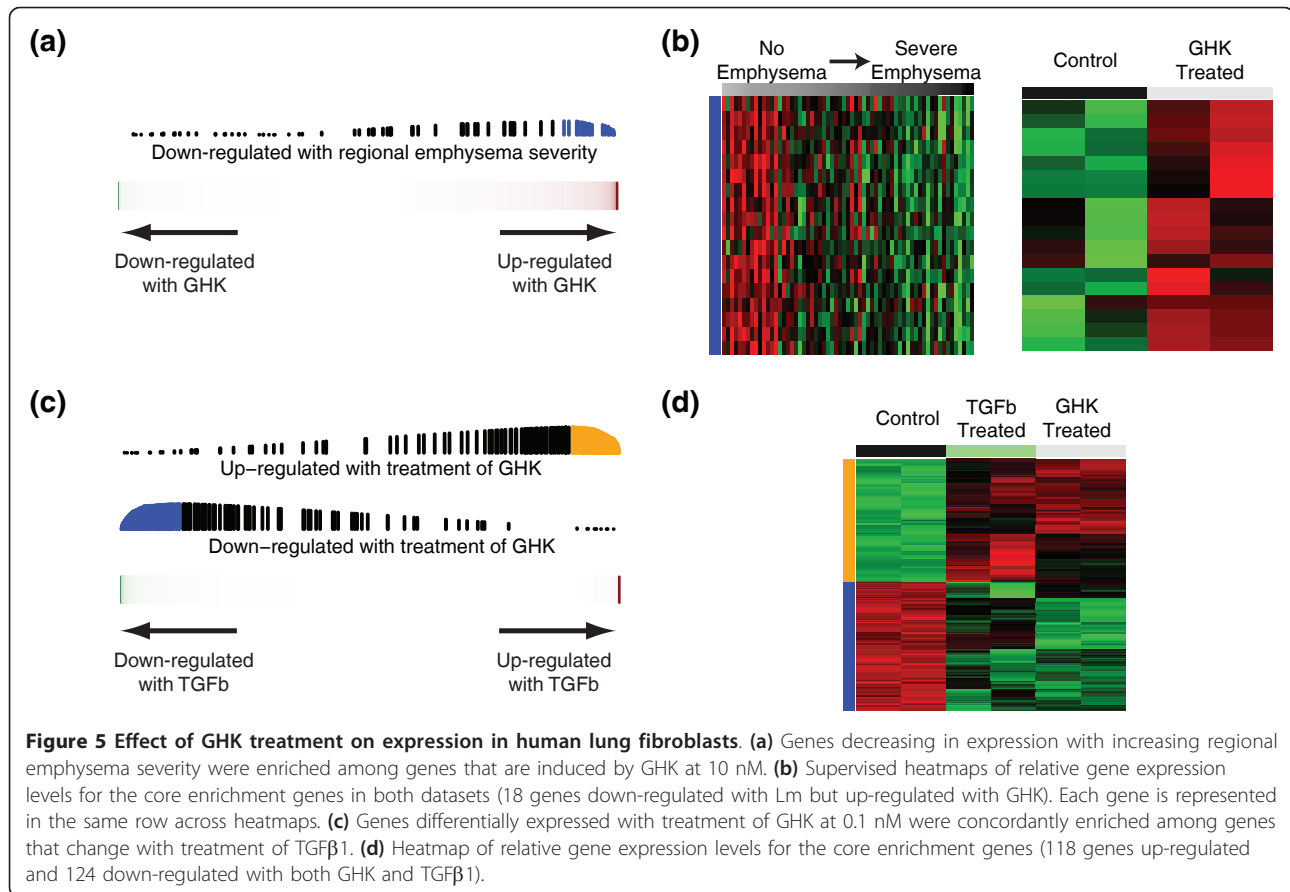 (a)
Down-regulated with regional emphysema severity
Down-regulated
with GHK
Up-regulated
with GHK
(b)
No
Emphysema
Severe
Emphysema
Control
GHK
Treated
(c)
Up–regulated with treatment of GHK
Down–regulated with treatment of GHK
Down-regulated
with TGFb
Up-regulated
with TGFb
(d)
Control
TGFb
Treated
GHK
Treated
Figure 5 Effect of GHK treatment on expression in human lung fibroblasts. (a) Genes decreasing in expression with increasing regional
emphysema severity were enriched among genes that are induced by GHK at 10 nM. (b) Supervised heatmaps of relative gene expression
levels for the core enrichment genes in both datasets (18 genes down-regulated with Lm but up-regulated with GHK). Each gene is represented
in the same row across heatmaps. (c) Genes differentially expressed with treatment of GHK at 0.1 nM were concordantly enriched among genes
that change with treatment of TGFβ1. (d) Heatmap of relative gene expression levels for the core enrichment genes (118 genes up-regulated
and 124 down-regulated with both GHK and TGFβ1).